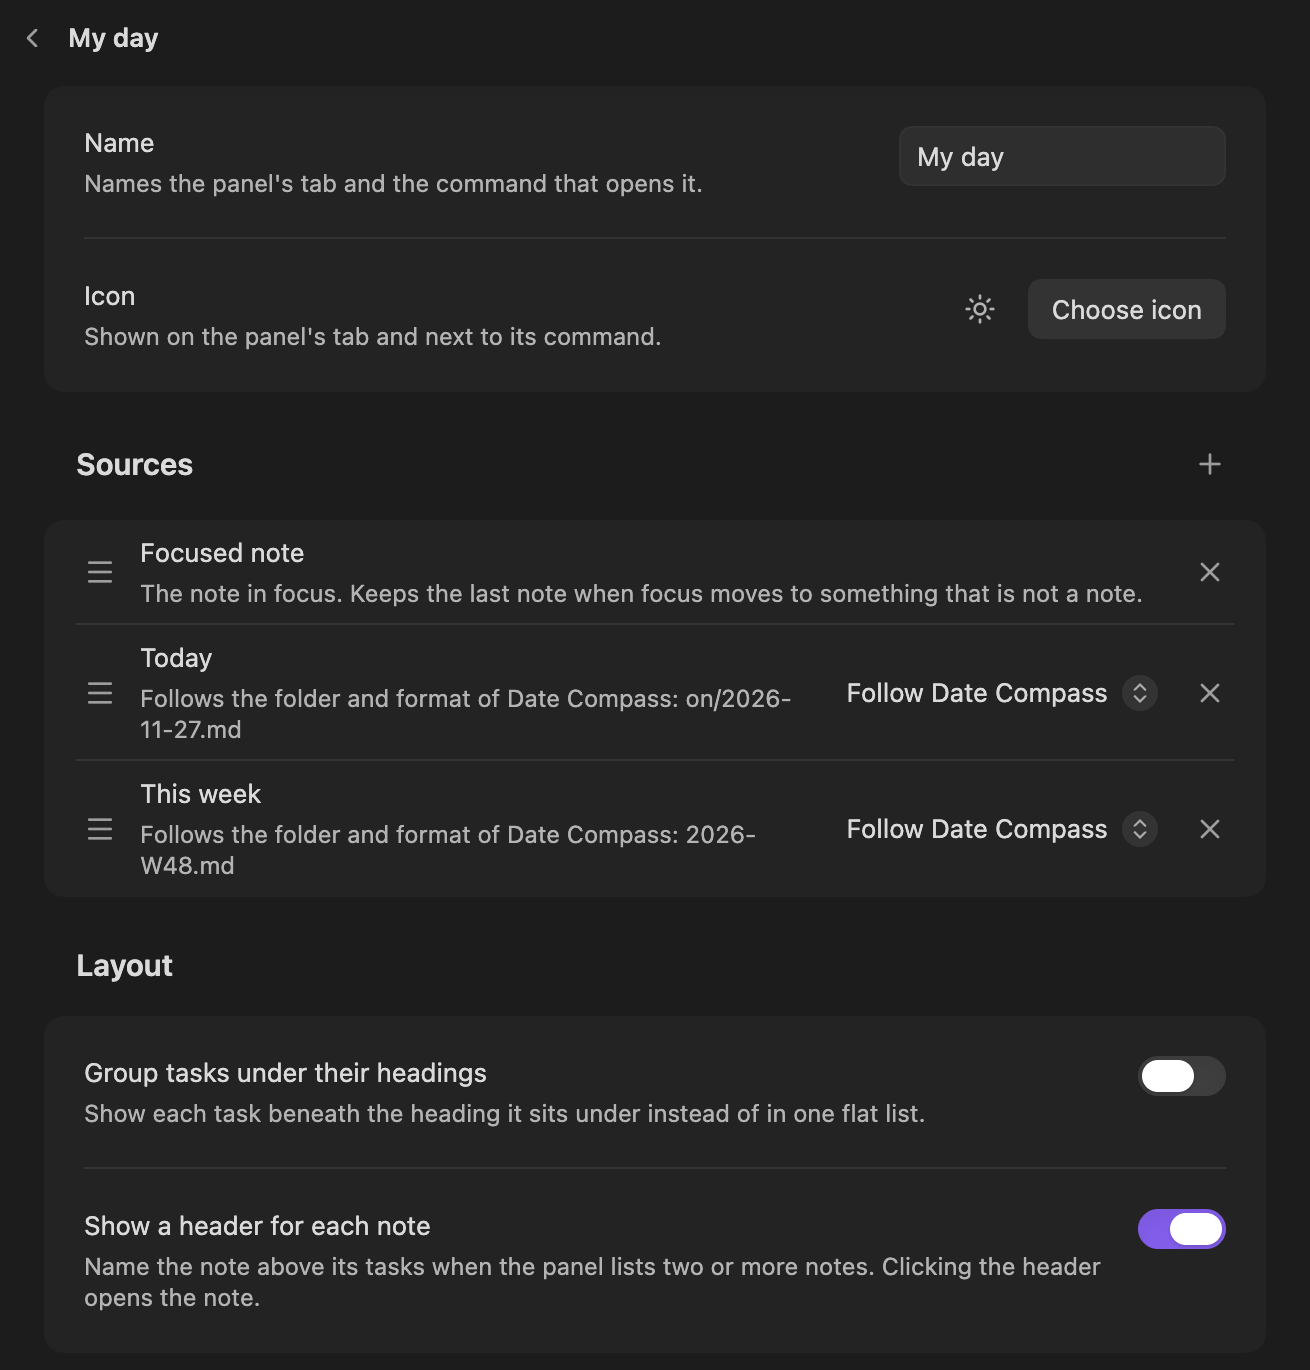 My day
Name
My day
Names the panel's tab and the command that opens it.
Icon
Choose icon
Shown on the panel's tab and next to its command.
Sources
Focused note
The note in focus. Keeps the last note when focus moves to something that is not a note.
Today
Follows the folder and format of Date Compass: on/2026-
11-27.md
Follow Date Compass
This week
Follows the folder and format of Date Compass: 2026-
W48.md
Follow Date Compass
Layout
Group tasks under their headings
Show each task beneath the heading it sits under instead of in one flat list.
Show a header for each note
Name the note above its tasks when the panel lists two or more notes. Clicking the header
opens the note.